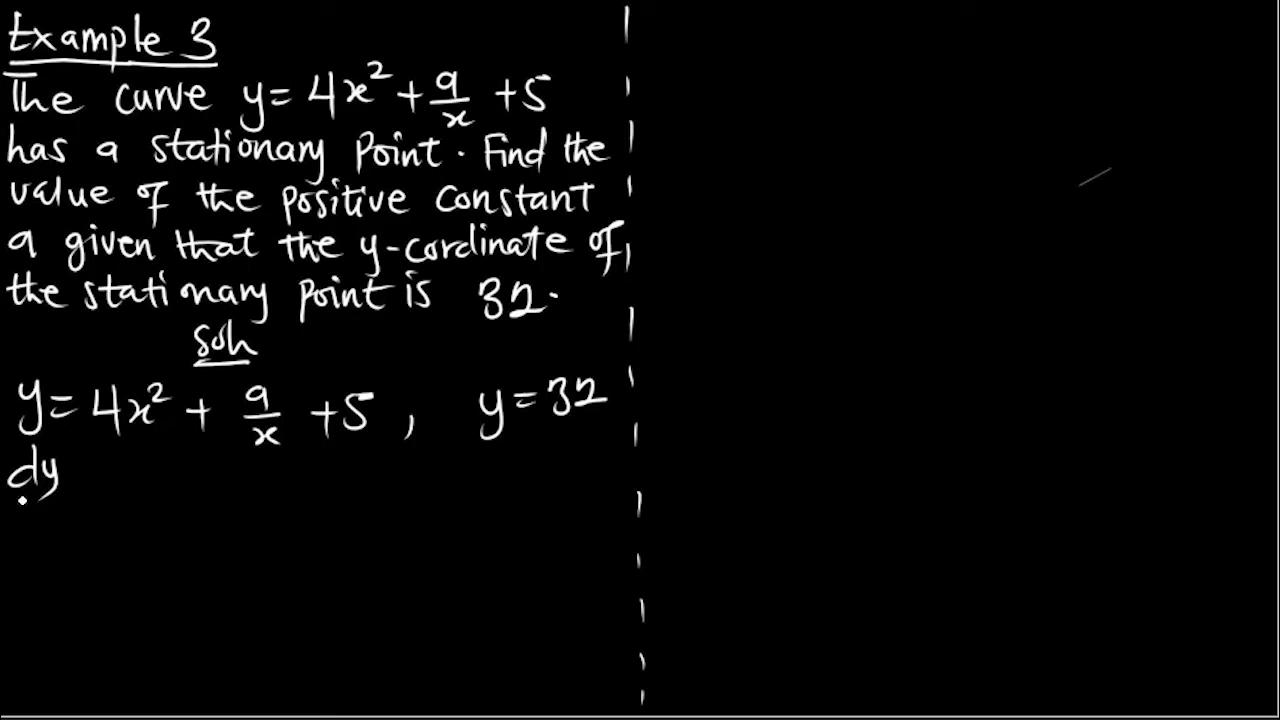 Example 3
The curve y = 4x² + a/x + 5
has a stationary point. Find the
value of the positive constant
a given that the y-cordinate of
the stationary point is 32.
Soln
y = 4x² + a/x + 5 , y = 32
dy